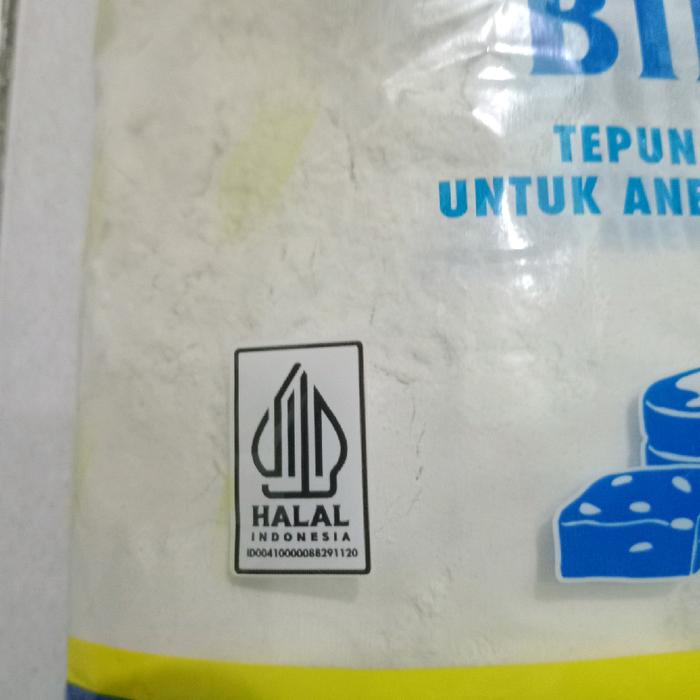 TEPUN
UNTUK ANE
HALAL
INDONESIA
ID00410000088291120